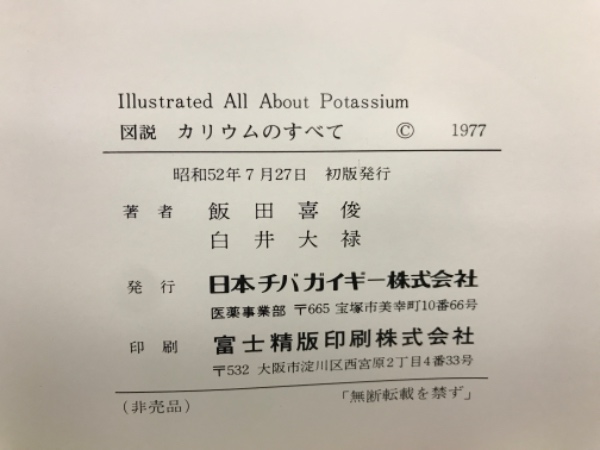 Illustrated All About Potassium
図説 カリウムのすべて © 1977
昭和52年7月27日 初版発行
著者 飯田喜俊
白井大禄
発行 日本チバガイギー株式会社
医薬事業部 〒665 宝塚市美幸町10番66号
印刷 富士精版印刷株式会社
〒532 大阪市淀川区西宮原2丁目4番33号
(非売品) 「無断転載を禁ず」